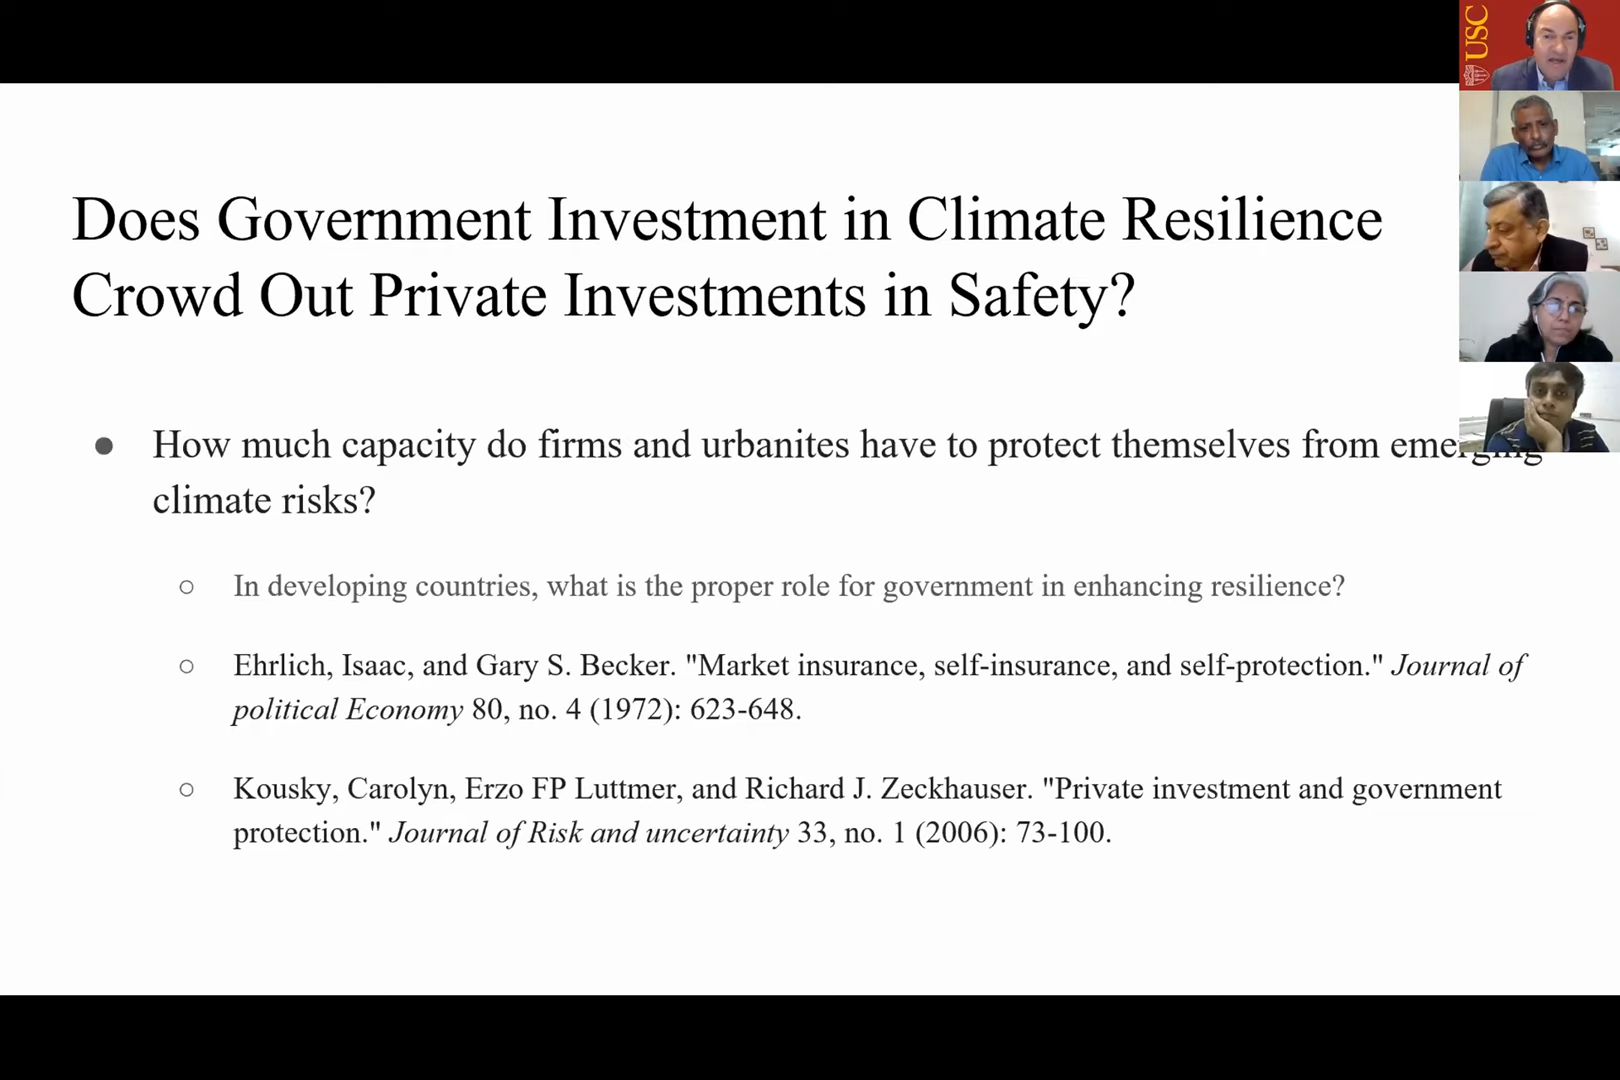 USC
Does Government Investment in Climate Resilience
Crowd Out Private Investments in Safety?
● How much capacity do firms and urbanites have to protect themselves from emerging
climate risks?
○ In developing countries, what is the proper role for government in enhancing resilience?
○ Ehrlich, Isaac, and Gary S. Becker. "Market insurance, self-insurance, and self-protection." Journal of
political Economy 80, no. 4 (1972): 623-648.
○ Kousky, Carolyn, Erzo FP Luttmer, and Richard J. Zeckhauser. "Private investment and government
protection." Journal of Risk and uncertainty 33, no. 1 (2006): 73-100.